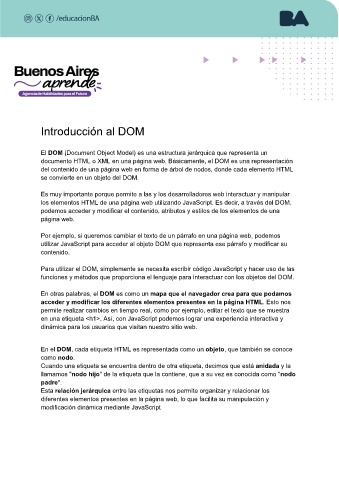 /educacionBA
BA
Buenos Aires
aprende
Agencia de Habilidades para el Futuro
Introducción al DOM
El DOM (Document Object Model) es una estructura jerárquica que representa un
documento HTML o XML en una página web. Básicamente, el DOM es una representación
del contenido de una página web en forma de árbol de nodos, donde cada elemento HTML
se convierte en un objeto del DOM.
Es muy importante porque permite a las y los desarrolladores web interactuar y manipular
los elementos HTML de una página web utilizando JavaScript. Es decir, a través del DOM,
podemos acceder y modificar el contenido, atributos y estilos de los elementos de una
página web.
Por ejemplo, si queremos cambiar el texto de un párrafo en una página web, podemos
utilizar JavaScript para acceder al objeto DOM que representa ese párrafo y modificar su
contenido.
Para utilizar el DOM, simplemente se necesita escribir código JavaScript y hacer uso de las
funciones y métodos que proporciona el lenguaje para interactuar con los objetos del DOM.
En otras palabras, el DOM es como un mapa que el navegador crea para que podamos
acceder y modificar los diferentes elementos presentes en la página HTML. Esto nos
permite realizar cambios en tiempo real, como por ejemplo, editar el texto que se muestra
en una etiqueta <h1>. Así, con JavaScript podemos lograr una experiencia interactiva y
dinámica para los usuarios que visitan nuestro sitio web.
En el DOM, cada etiqueta HTML es representada como un objeto, que también se conoce
como nodo.
Cuando una etiqueta se encuentra dentro de otra etiqueta, decimos que está anidada y la
llamamos "nodo hijo" de la etiqueta que la contiene, que a su vez es conocida como "nodo
padre".
Esta relación jerárquica entre las etiquetas nos permite organizar y relacionar los
diferentes elementos presentes en la página web, lo que facilita su manipulación y
modificación dinámica mediante JavaScript